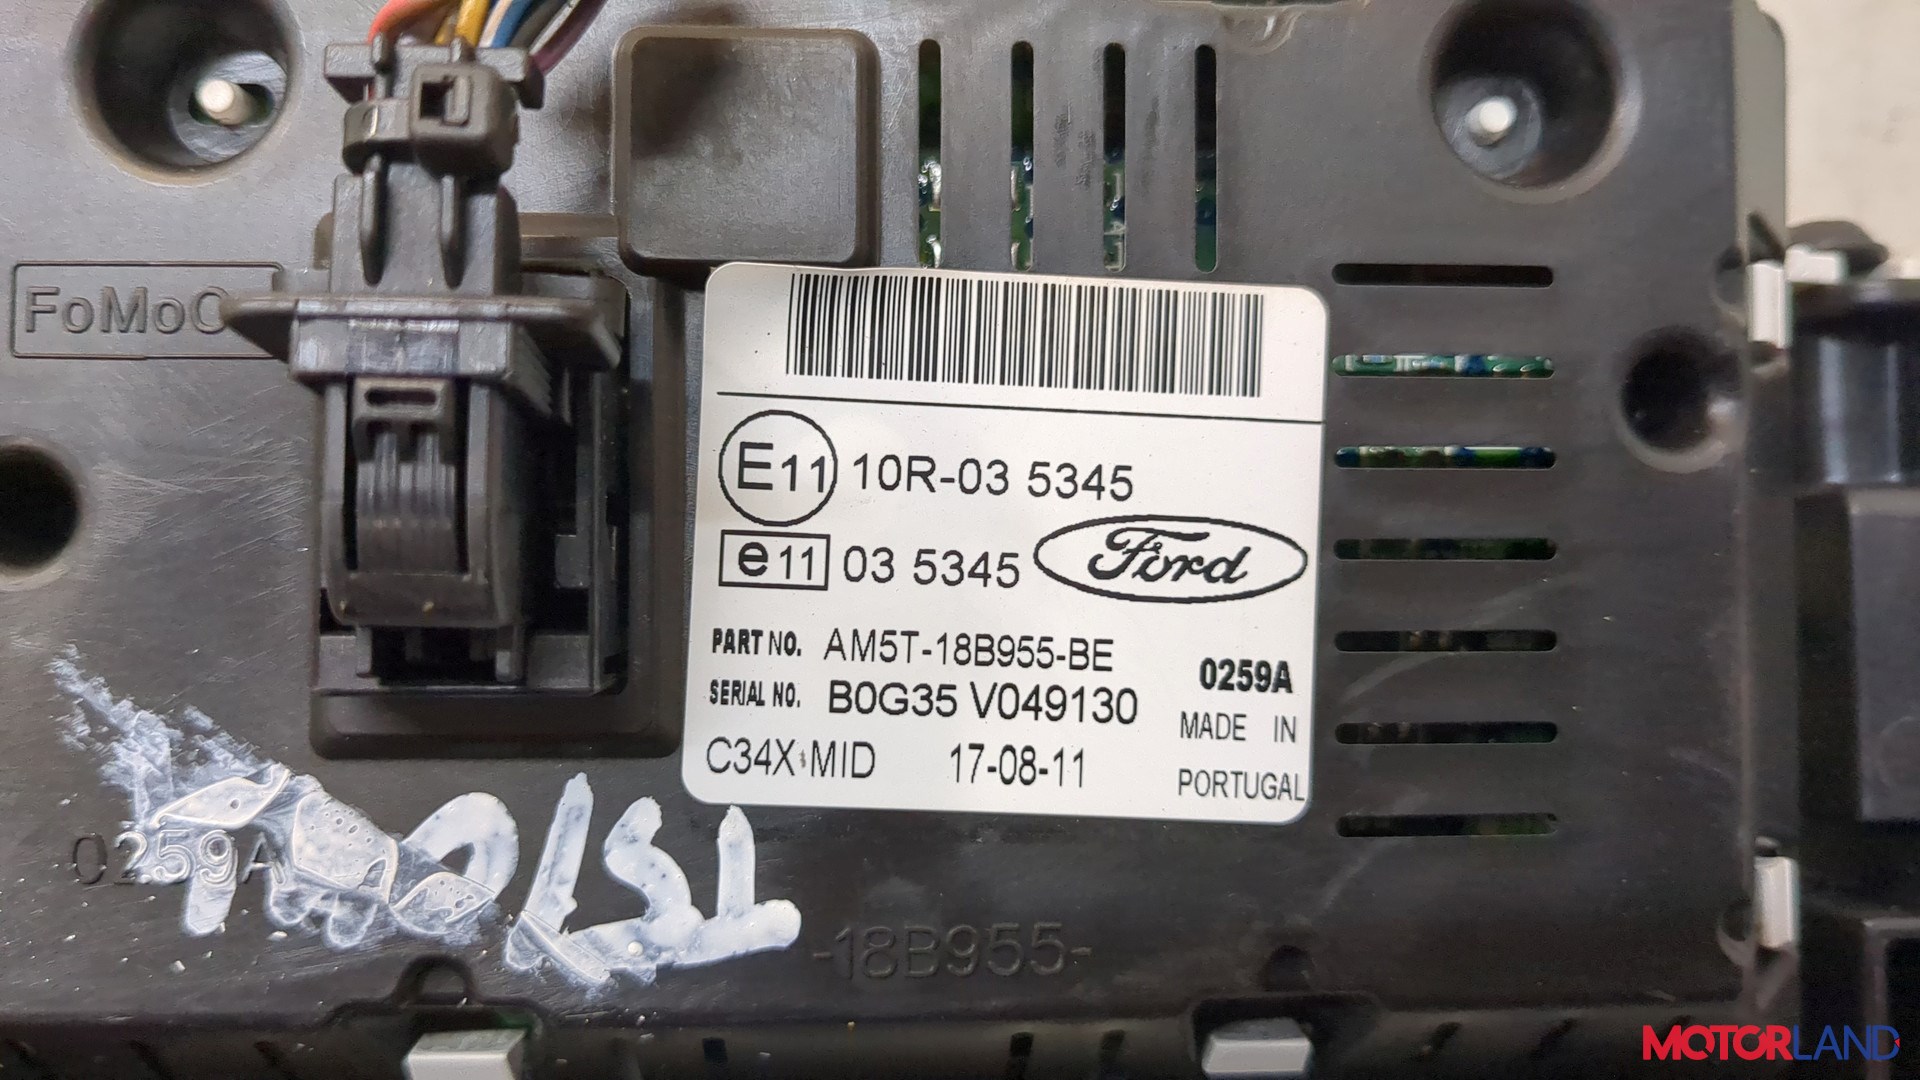 FoMoCo
E11 10R-03 5345
e11 03 5345 Ford
PART NO. AM5T-18B955-BE
0259A
SERIAL NO. B0G35 V049130
MADE IN
C34X MID 17-08-11
PORTUGAL
0259A
-18B955-
MOTORLAND